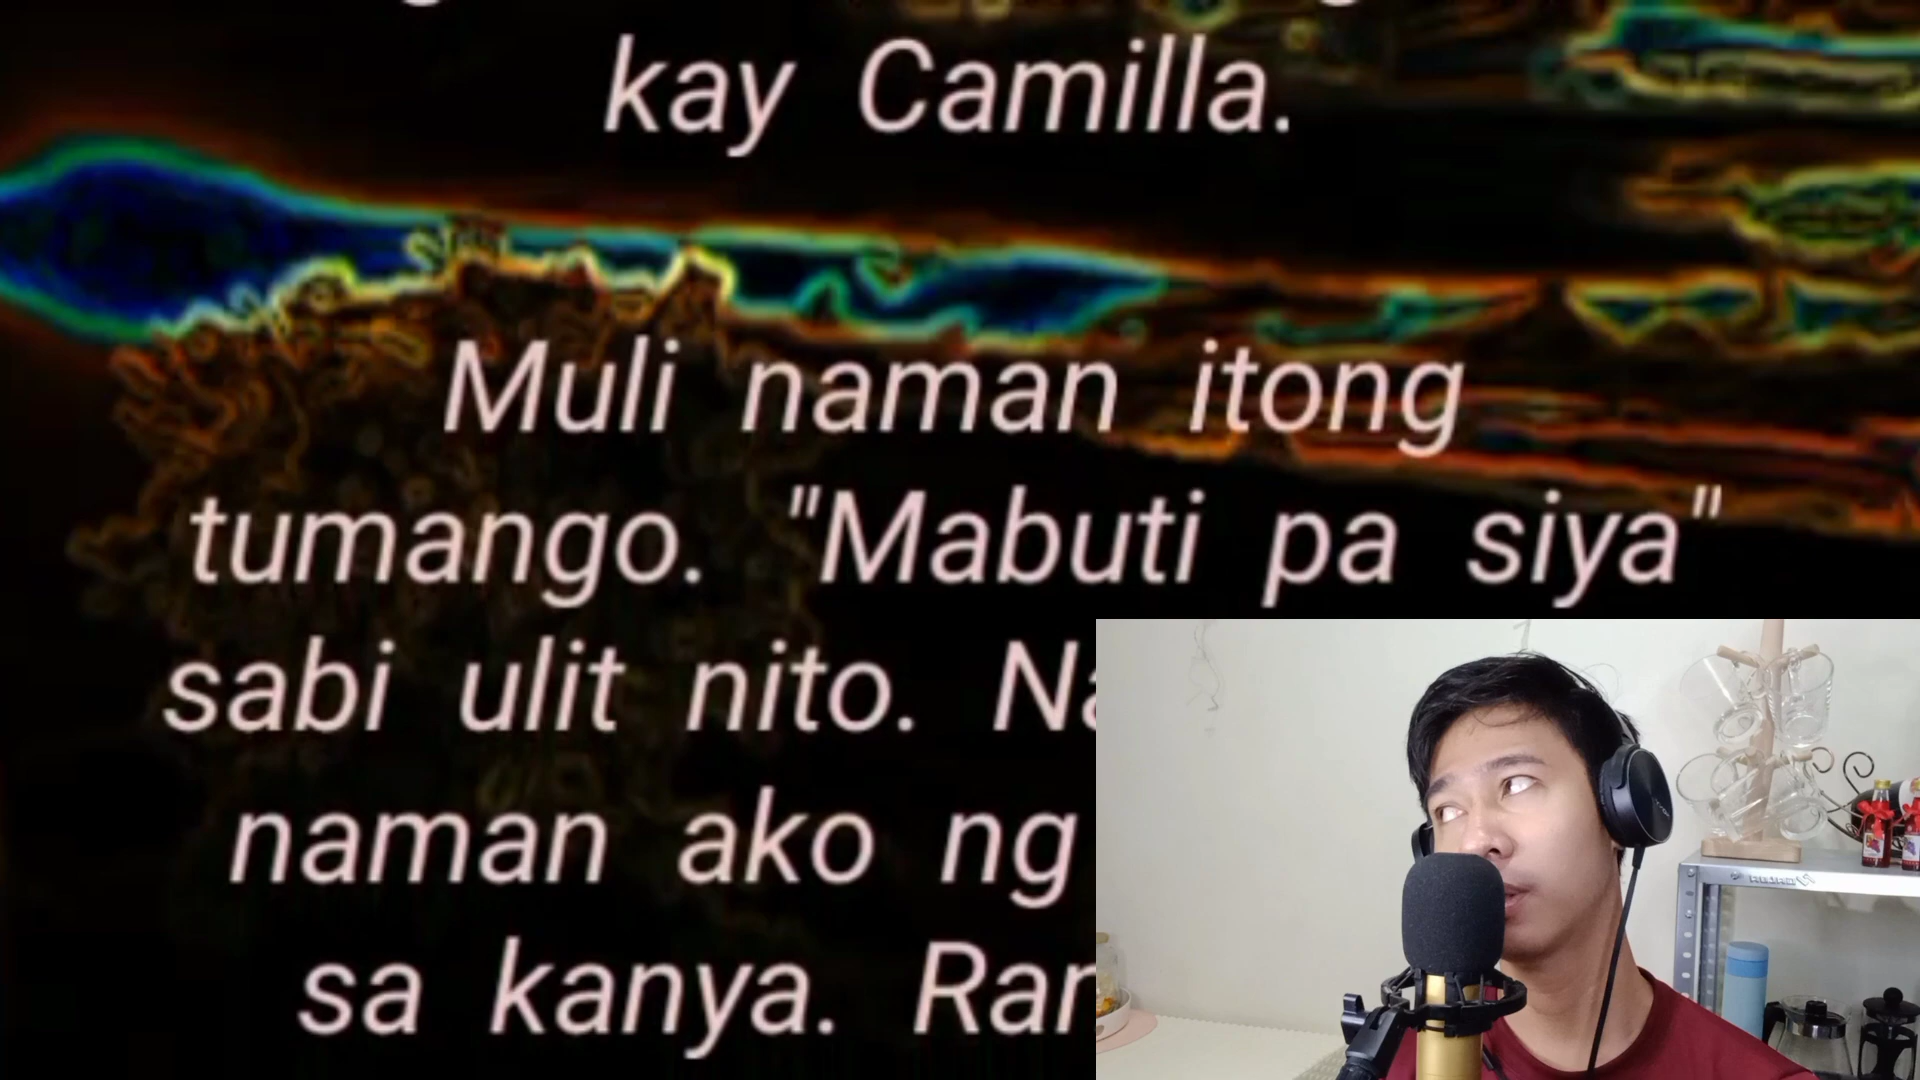 kay Camilla.
Muli naman itong
tumango. "Mabuti pa siya"
sabi ulit nito.
naman ako ng
sa kanya.